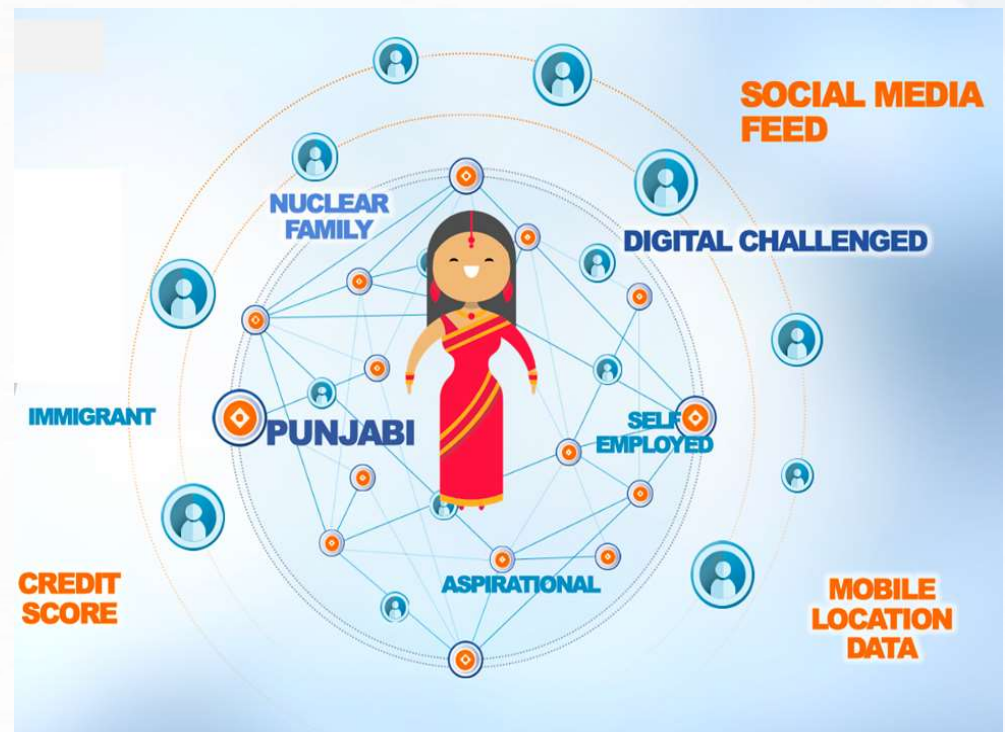 SOCIAL MEDIA
FEED
NUCLEAR
FAMILY
DIGITAL CHALLENGED
IMMIGRANT
PUNJABI
SELF
EMPLOYED
ASPIRATIONAL
CREDIT
SCORE
MOBILE
LOCATION
DATA